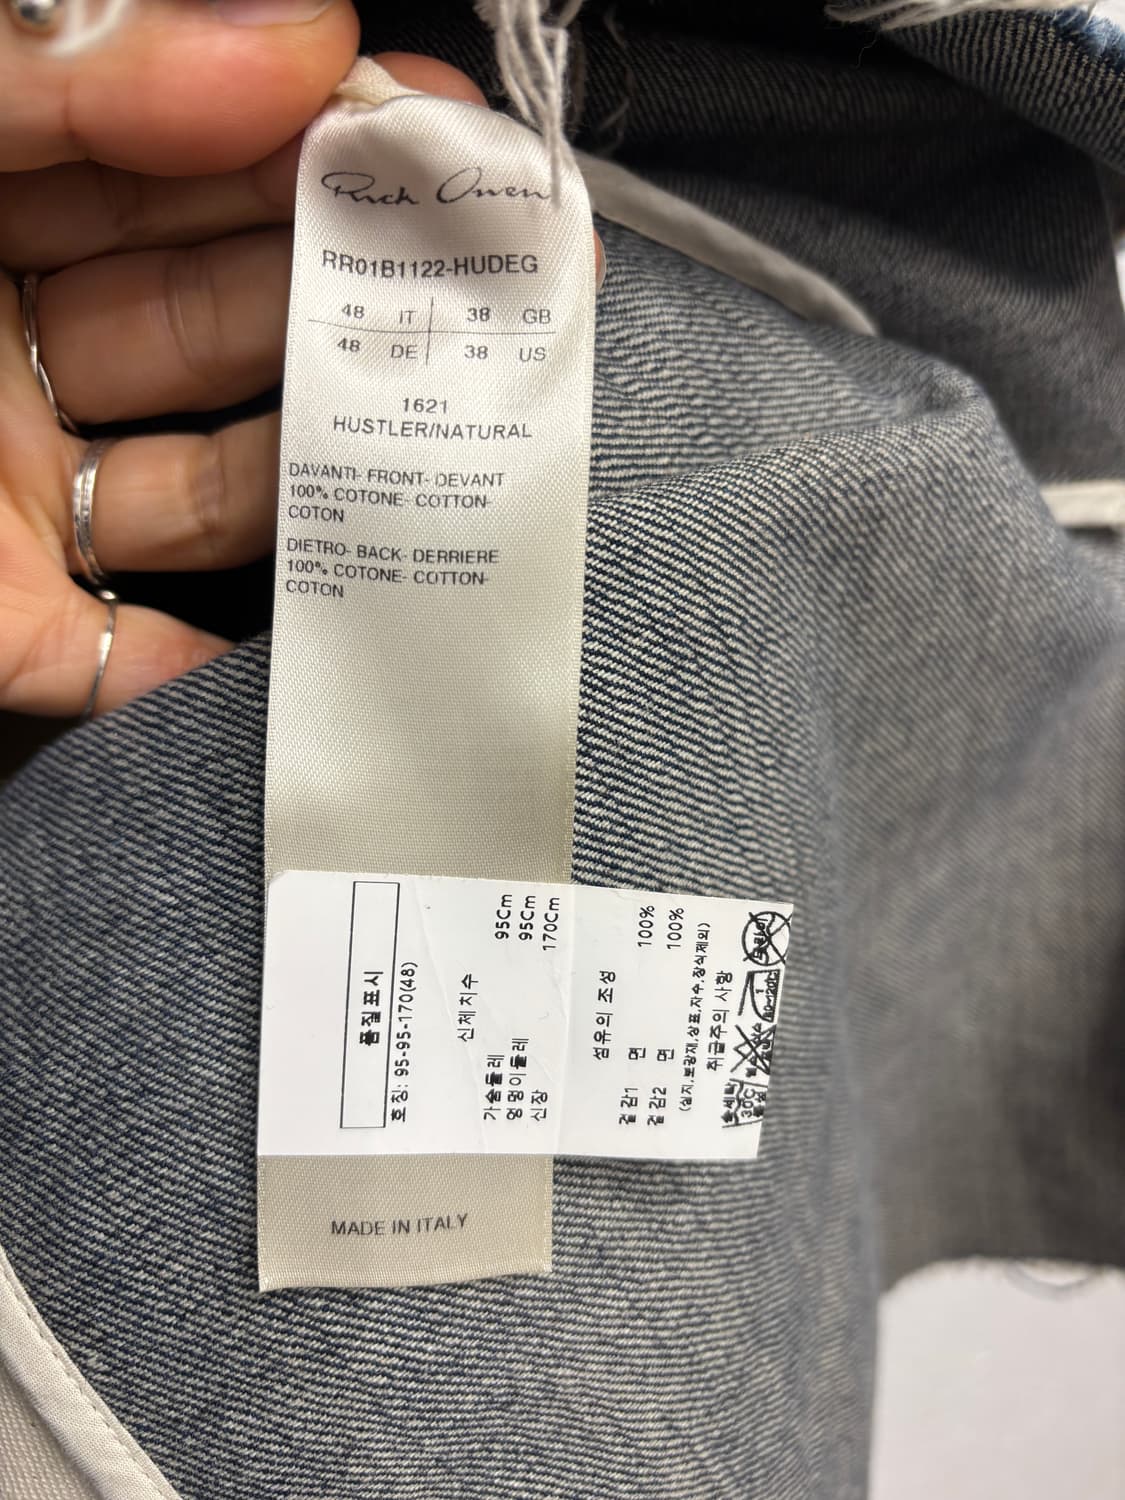 Rick Owens
RR01B1122-HUDEG
48 IT 38 GB
48 DE 38 US
1621
HUSTLER/NATURAL
DAVANTI- FRONT- DEVANT
100% COTONE- COTTON-
COTON
DIETRO- BACK- DERRIERE
100% COTONE- COTTON-
COTON
품질표시
호칭: 95-95-170(48)
신체치수
가슴둘레 95Cm
엉덩이둘레 95Cm
신장 170Cm
섬유의 조성
겉감1 면 100%
겉감2 면 100%
(심지,보강재,상표,자수,장식제외)
취급주의 사항
30℃
MADE IN ITALY